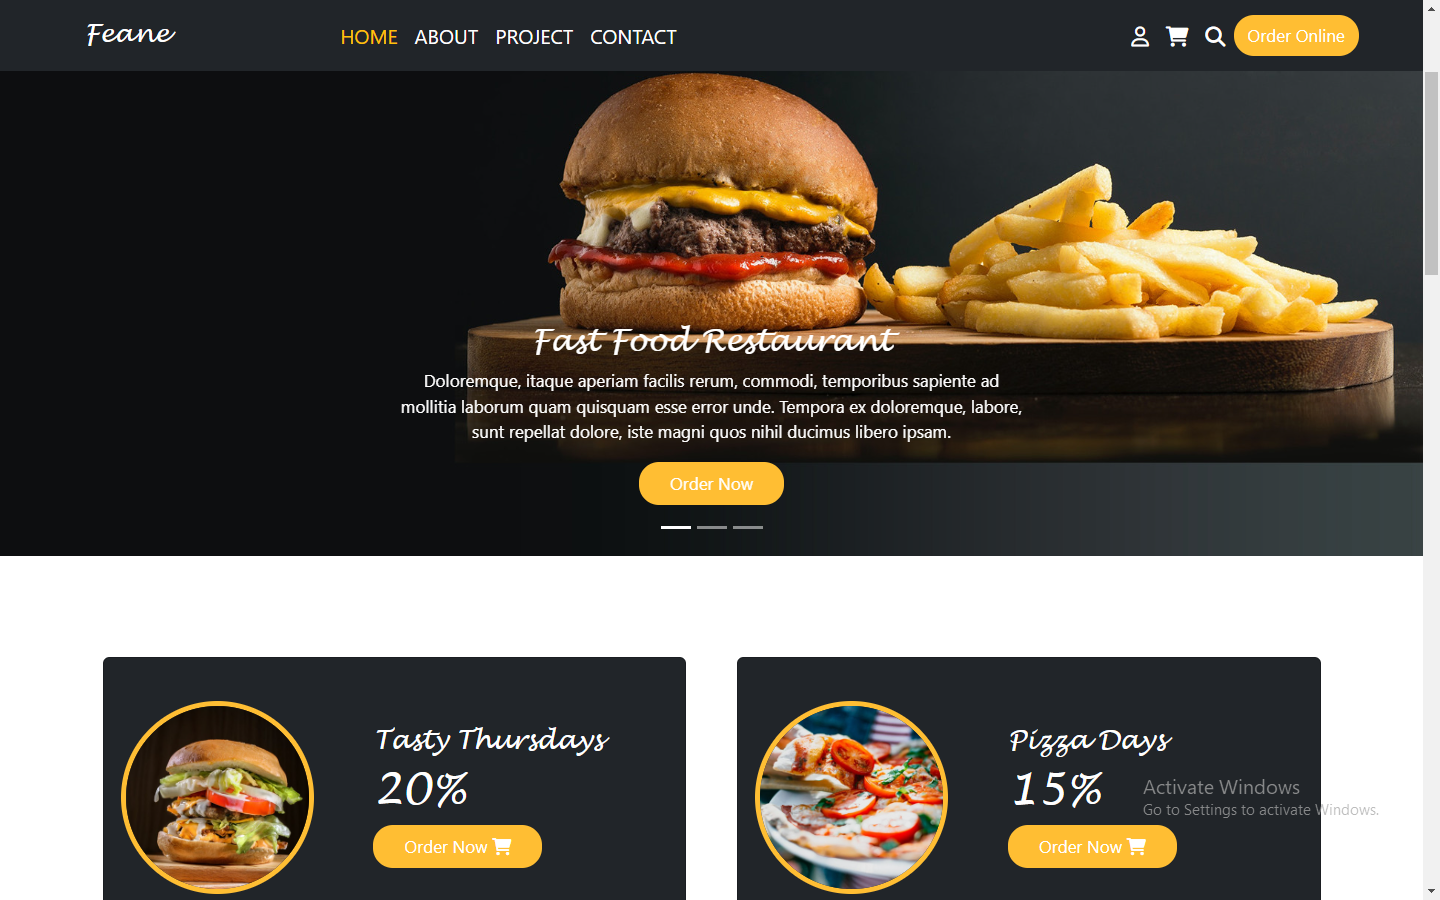 Feane
HOME ABOUT PROJECT CONTACT
Order Online
Fast Food Restaurant
Doloremque, itaque aperiam facilis rerum, commodi, temporibus sapiente ad
mollitia laborum quam quisquam esse error unde. Tempora ex doloremque, labore,
sunt repellat dolore, iste magni quos nihil ducimus libero ipsam.
Order Now
Tasty Thursdays
20%
Order Now
Pizza Days
15%
Order Now
Activate Windows
Go to Settings to activate Windows.